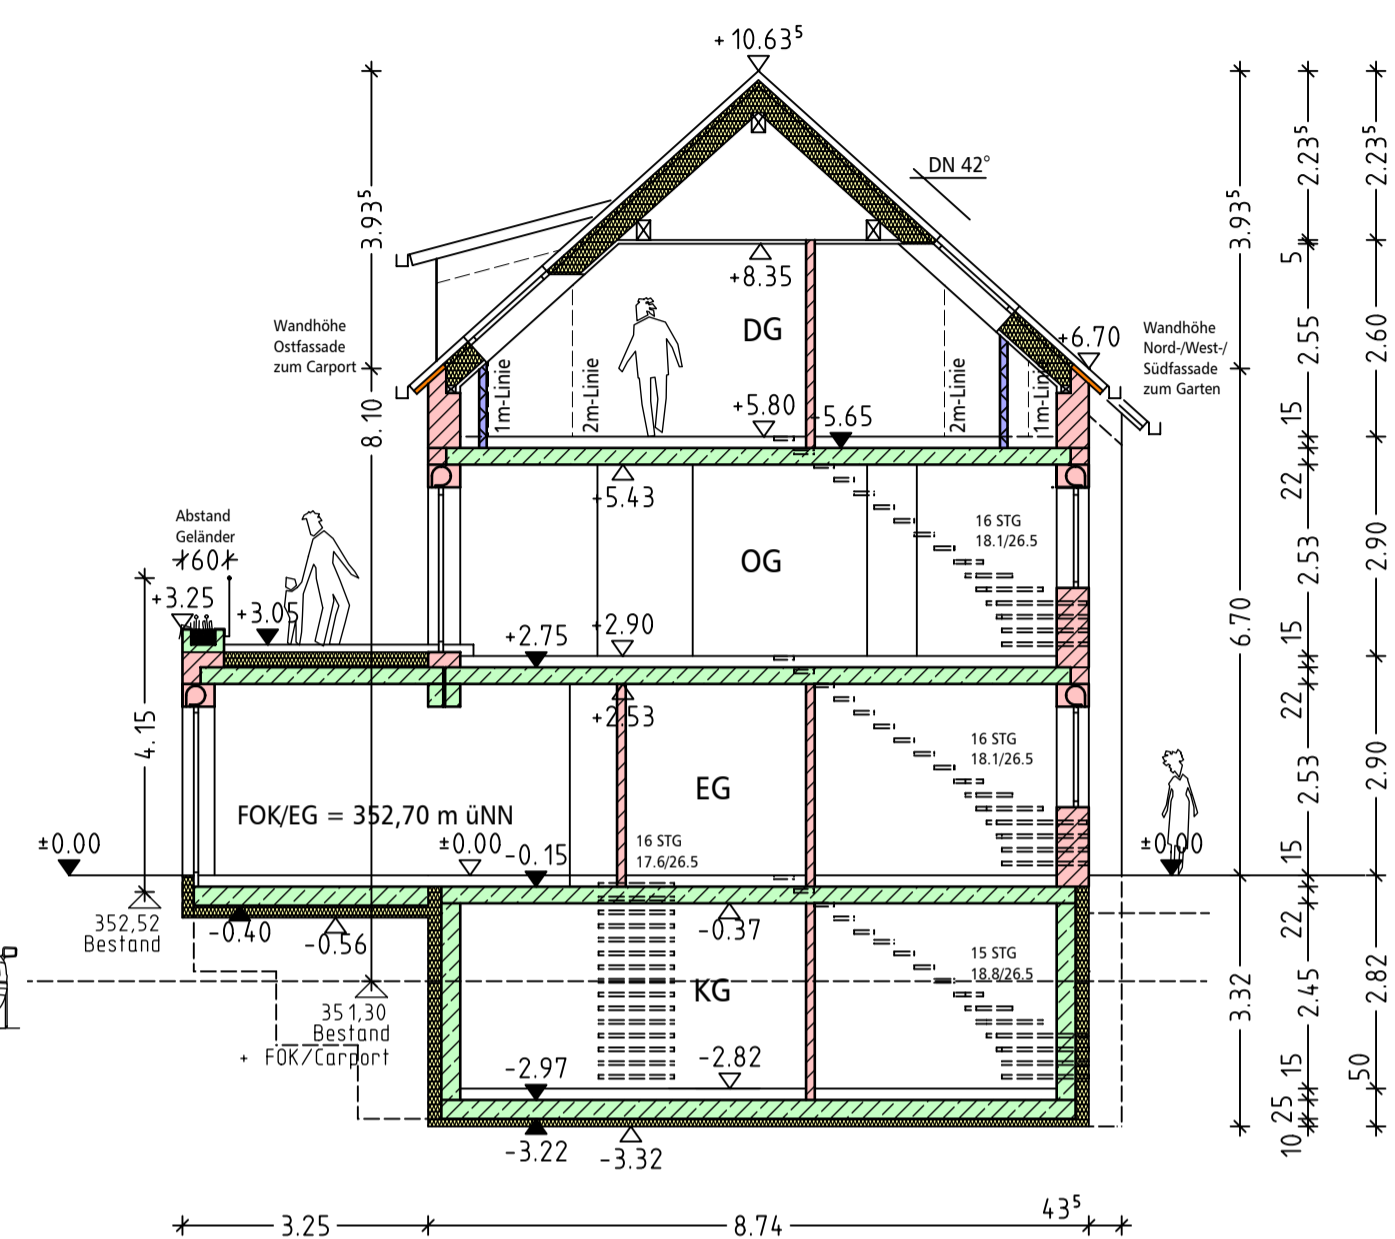 + 10.63⁵
DN 42°
3.93⁵
3.93⁵
2.23⁵
2.23⁵
+8.35
5
DG
Wandhöhe
Ostfassade
zum Carport
+6.70
Wandhöhe
Nord-/West-/
Südfassade
zum Garten
2.55
2.60
1m-Linie
2m-Linie
2m-Linie
8.10
+5.80
5.65
15
+5.43
22
16 STG
18.1/26.5
Abstand
Geländer
60
OG
2.53
2.90
+3.25
+3.05
+2.75
2.90
6.70
15
22
+2.53
4.15
16 STG
18.1/26.5
EG
2.53
2.90
FOK/EG = 352,70 m üNN
±0.00
±0.00
-0.15
16 STG
17.6/26.5
±0.00
15
352,52
Bestand
-0.40
-0.56
-0.37
22
15 STG
18.8/26.5
KG
3.32
2.45
2.82
351,30
Bestand
+ FOK/Carport
-2.97
-2.82
15
50
25
10
-3.22
-3.32
3.25
8.74
43⁵